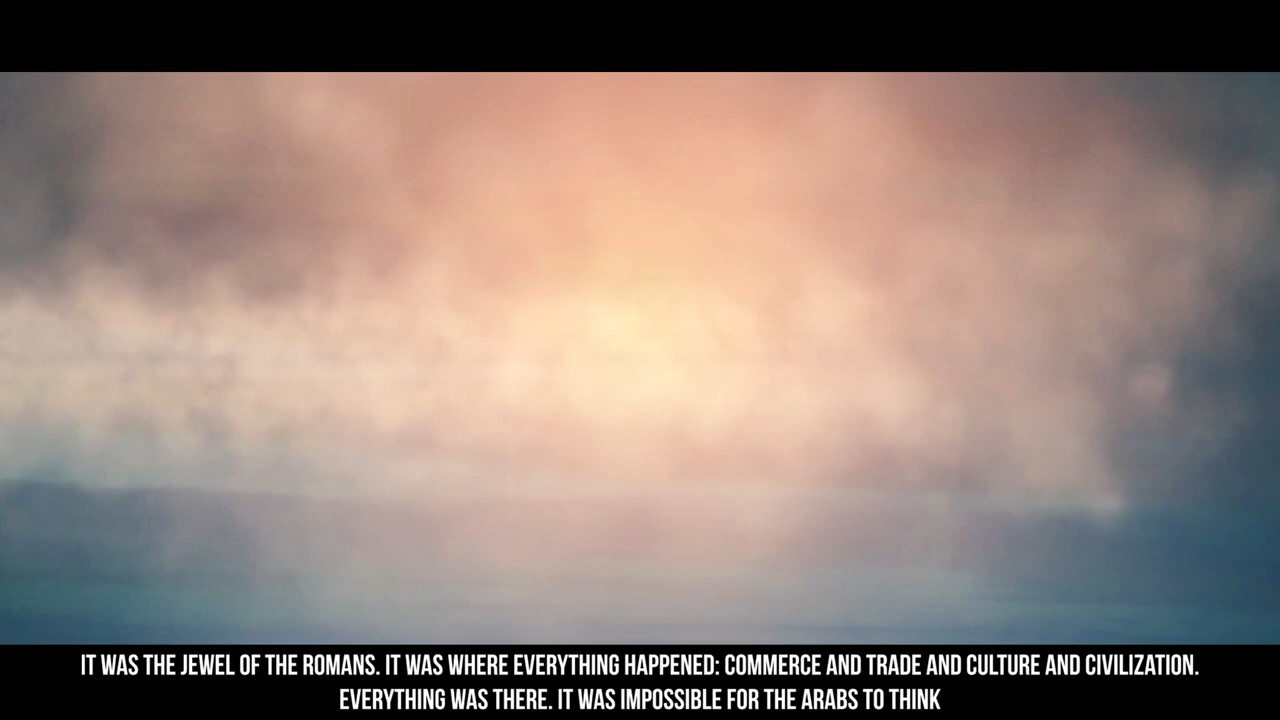 IT WAS THE JEWEL OF THE ROMANS. IT WAS WHERE EVERYTHING HAPPENED: COMMERCE AND TRADE AND CULTURE AND CIVILIZATION.
EVERYTHING WAS THERE. IT WAS IMPOSSIBLE FOR THE ARABS TO THINK